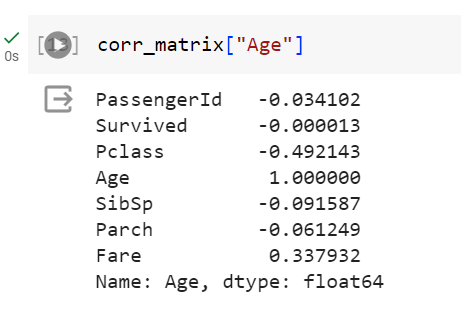 [13] corr_matrix["Age"]
0s
PassengerId -0.034102
Survived -0.000013
Pclass -0.492143
Age 1.000000
SibSp -0.091587
Parch -0.061249
Fare 0.337932
Name: Age, dtype: float64